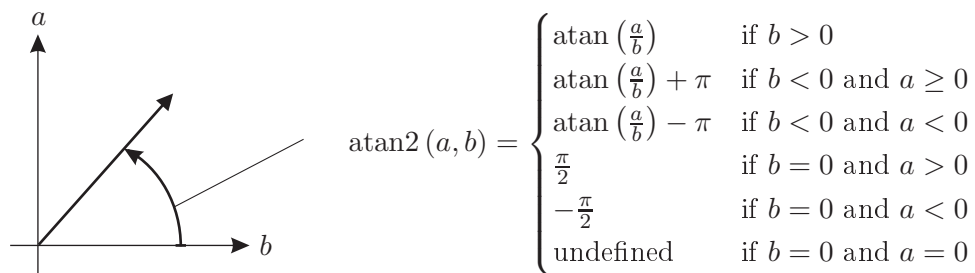 a
b
atan2 (a, b) =
atan (a/b) if b > 0
atan (a/b) + π if b < 0 and a ≥ 0
atan (a/b) − π if b < 0 and a < 0
π/2 if b = 0 and a > 0
−π/2 if b = 0 and a < 0
undefined if b = 0 and a = 0